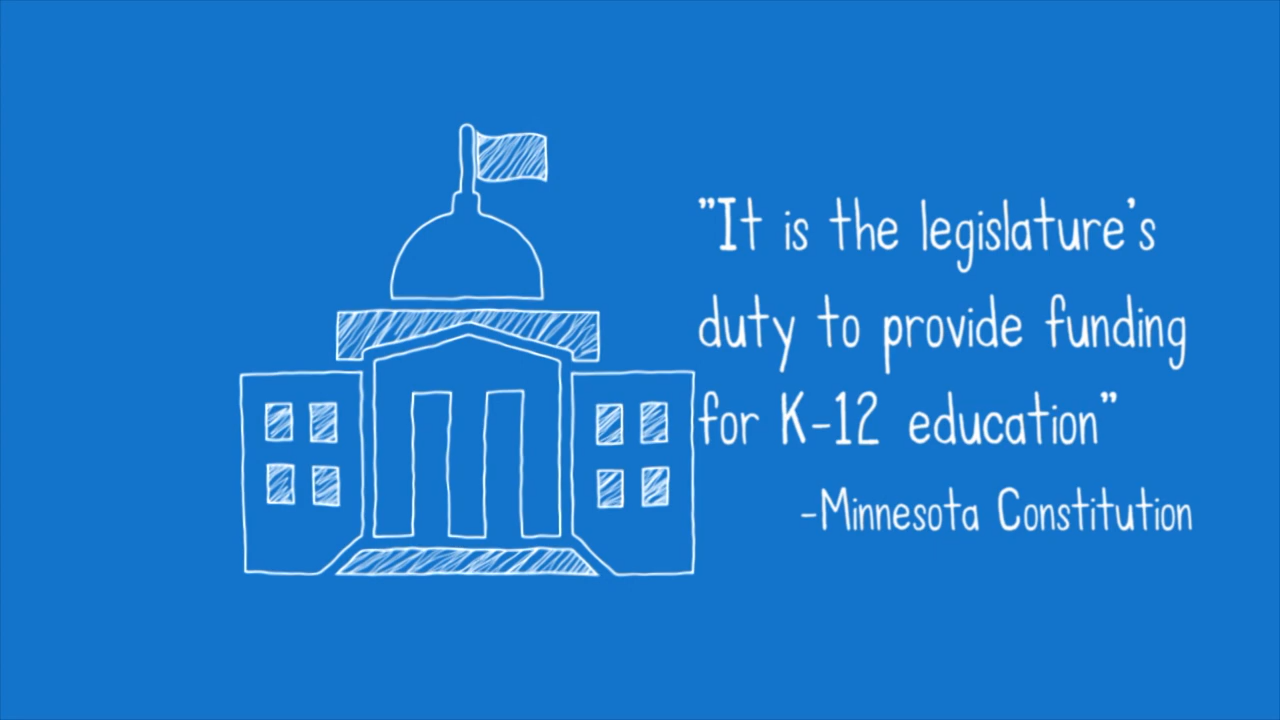 "It is the legislature's
duty to provide funding
for K-12 education"
-Minnesota Constitution